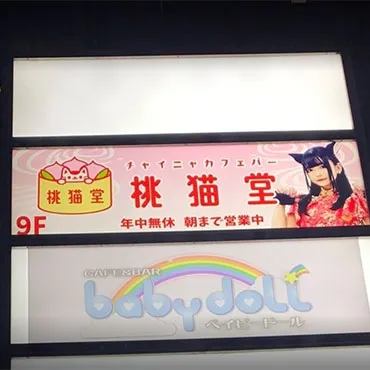 チャイニャカフェバー
桃猫堂
桃猫堂
9F
年中無休 朝まで営業中
CAFE&BAR
babydoll
ベイビードール